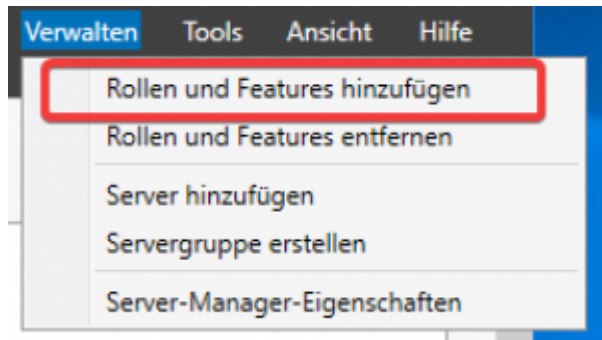 Verwalten Tools Ansicht Hilfe
Rollen und Features hinzufügen
Rollen und Features entfernen
Server hinzufügen
Servergruppe erstellen
Server-Manager-Eigenschaften